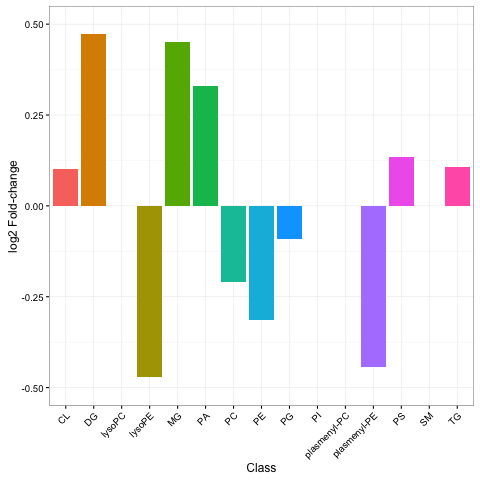 0.50
0.25
0.00
-0.25
-0.50
log2 Fold-change
CL
DG
lysoPC
lysoPE
MG
PA
PC
PE
PG
PI
plasmenyl-PC
plasmenyl-PE
PS
SM
TG
Class